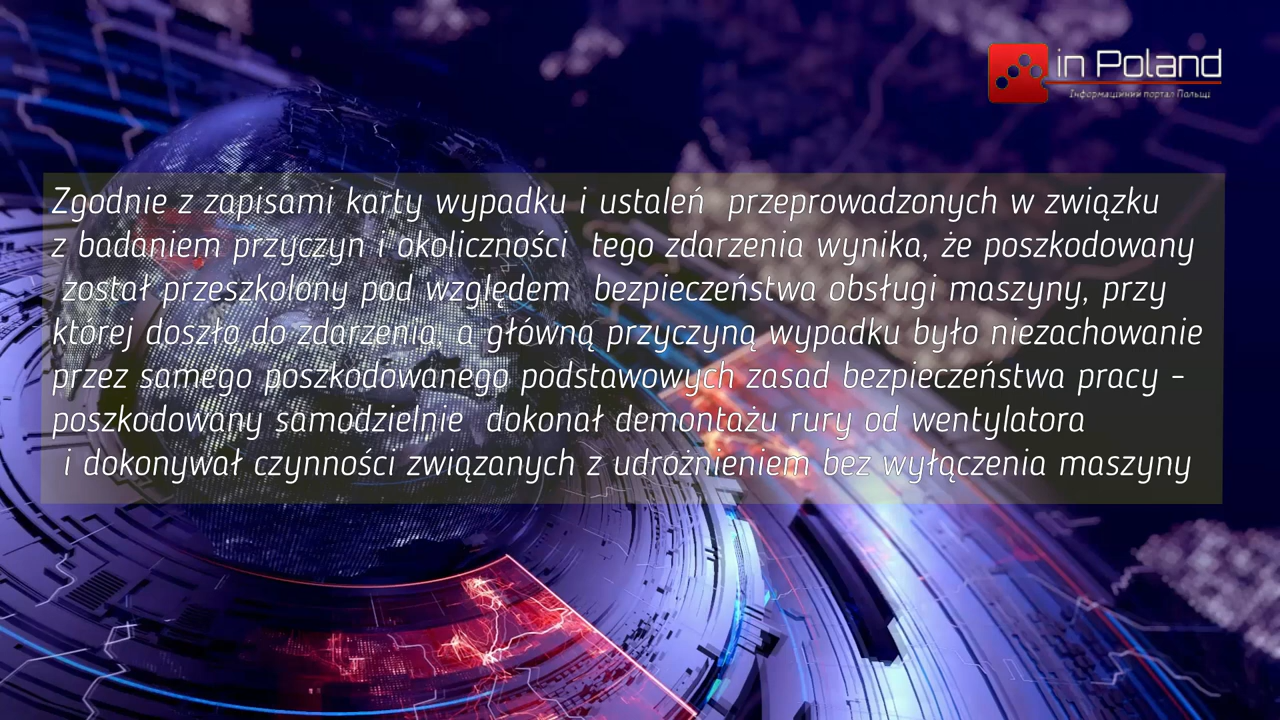 in Poland
Інформаційний портал Польщі
Zgodnie z zapisami karty wypadku i ustaleń przeprowadzonych w związku
z badaniem przyczyn i okoliczności tego zdarzenia wynika, że poszkodowany
został przeszkolony pod względem bezpieczeństwa obsługi maszyny, przy
której doszło do zdarzenia, a główną przyczyną wypadku było niezachowanie
przez samego poszkodowanego podstawowych zasad bezpieczeństwa pracy -
poszkodowany samodzielnie dokonał demontażu rury od wentylatora
i dokonywał czynności związanych z udrożnieniem bez wyłączenia maszyny